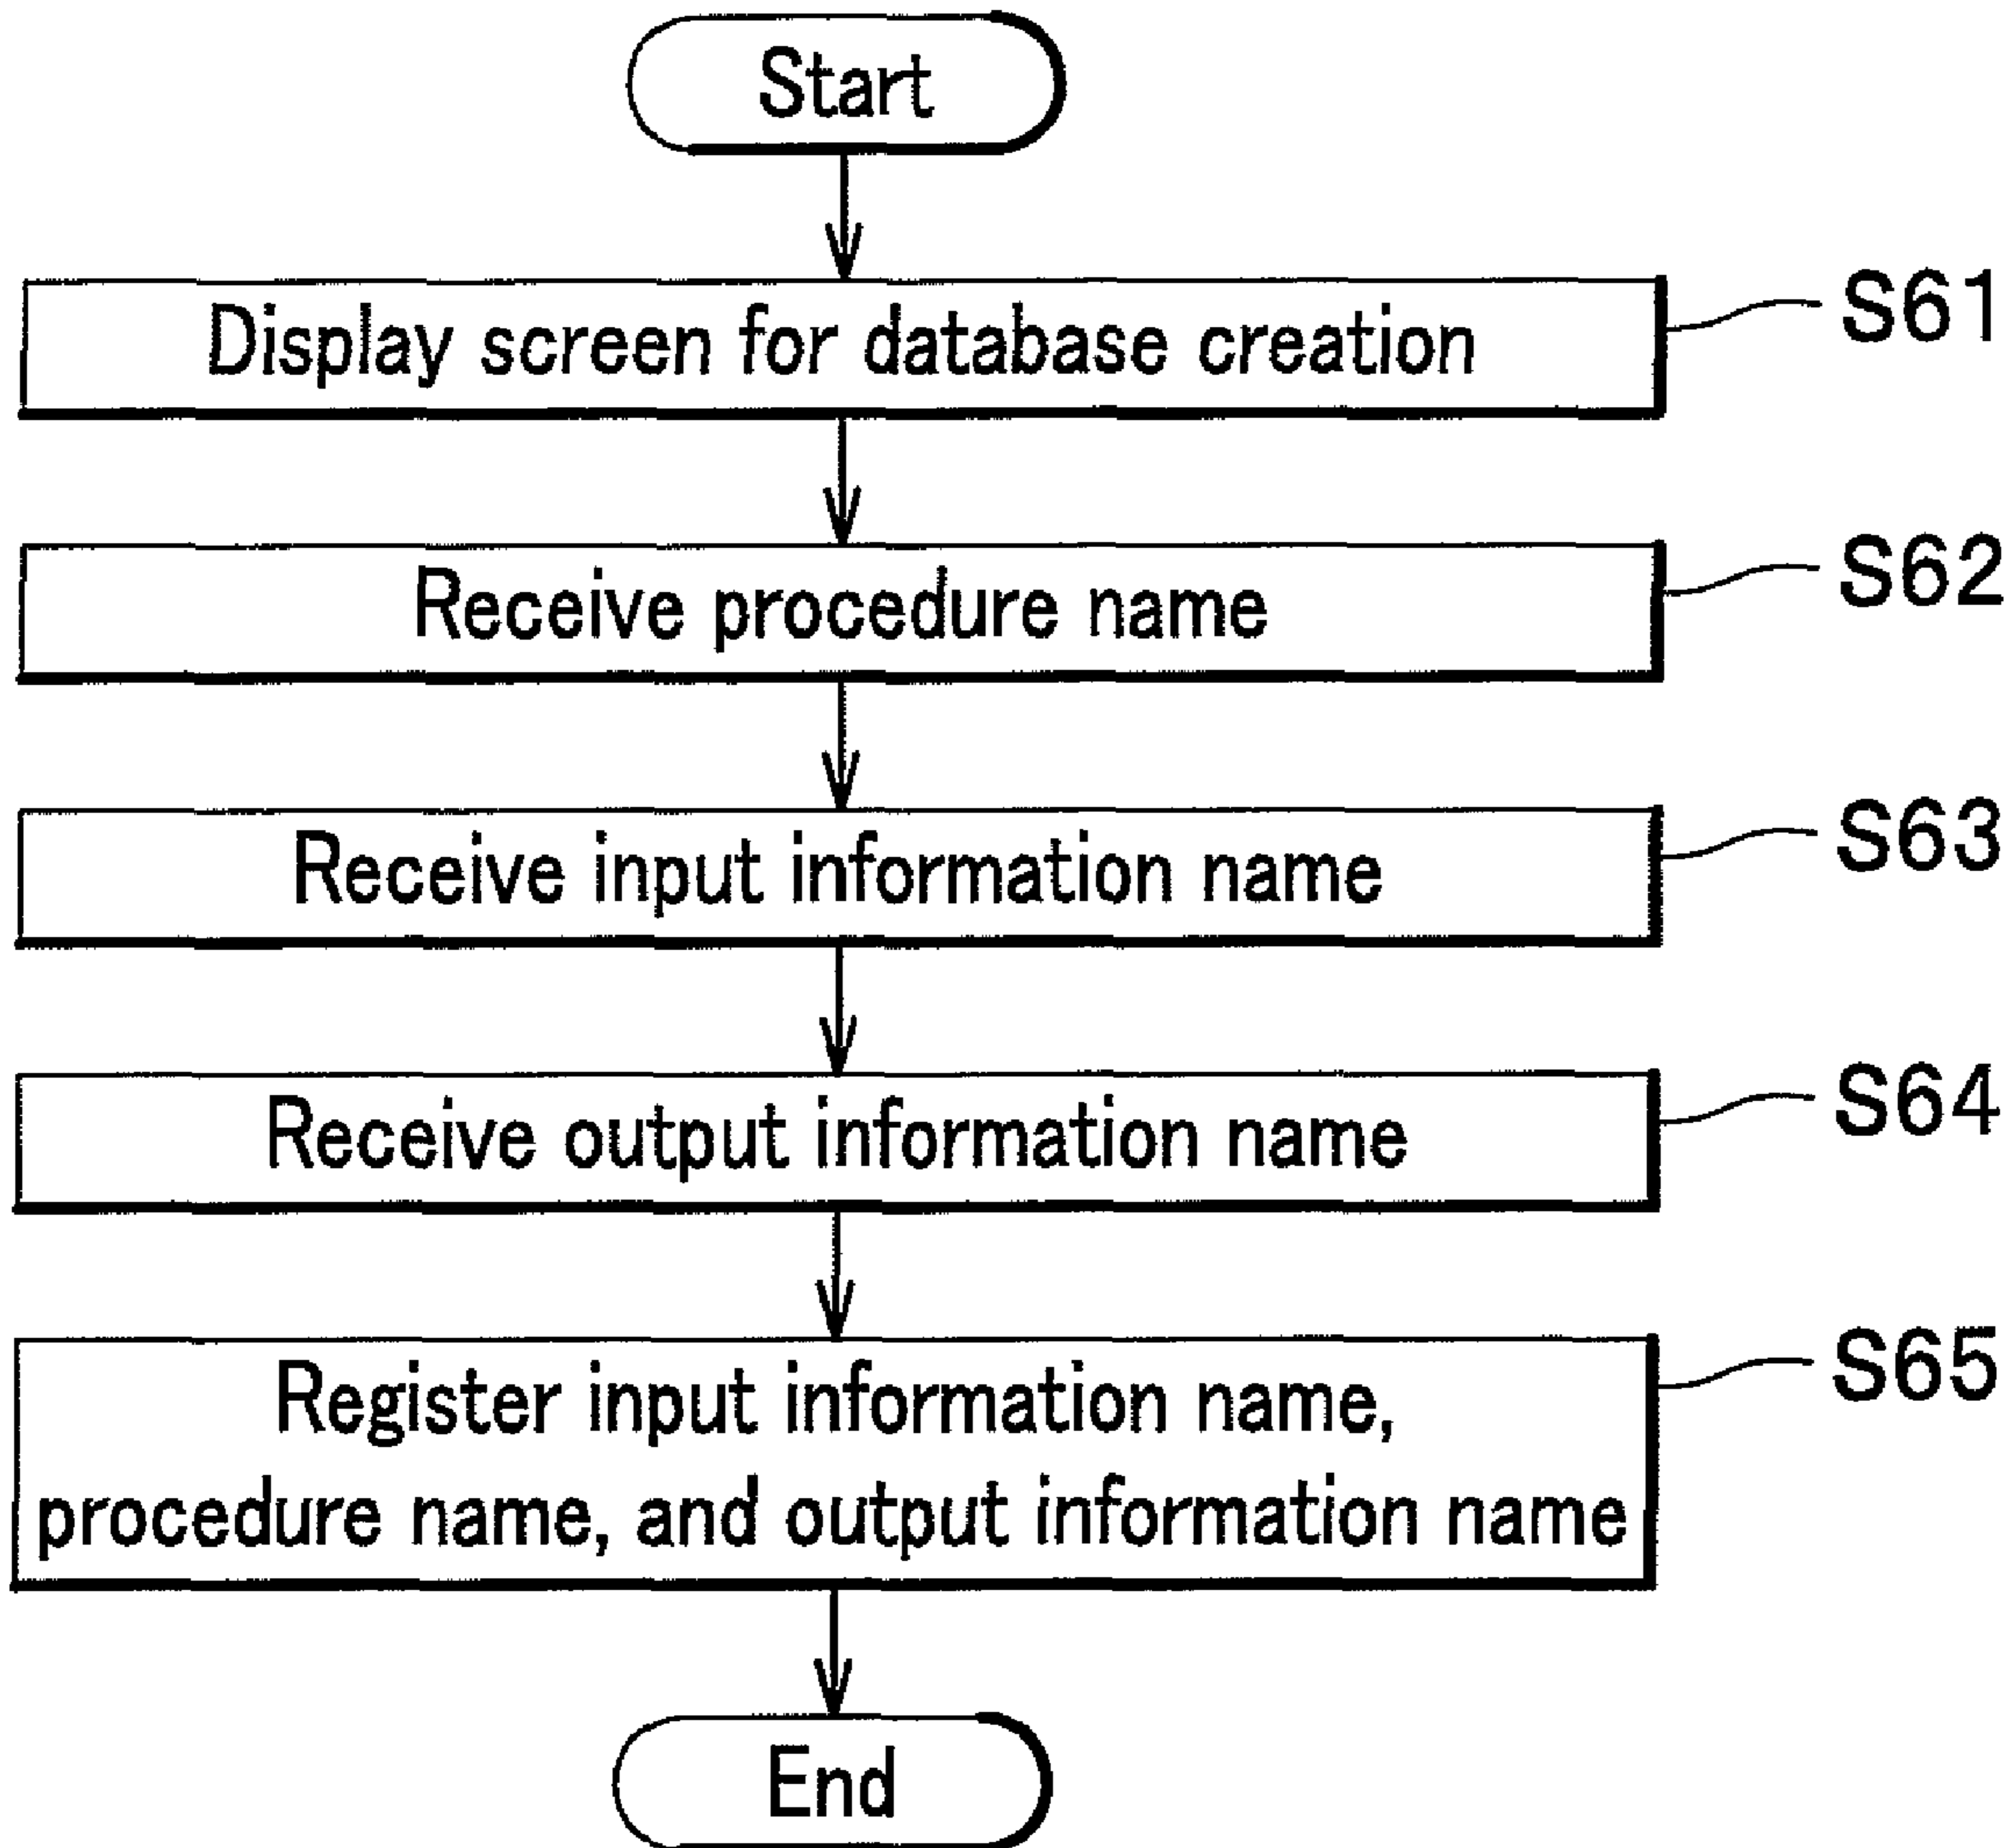 Start
Display screen for database creation
S61
Receive procedure name
S62
Receive input information name
S63
Receive output information name
S64
Register input information name,
procedure name, and output information name
S65
End